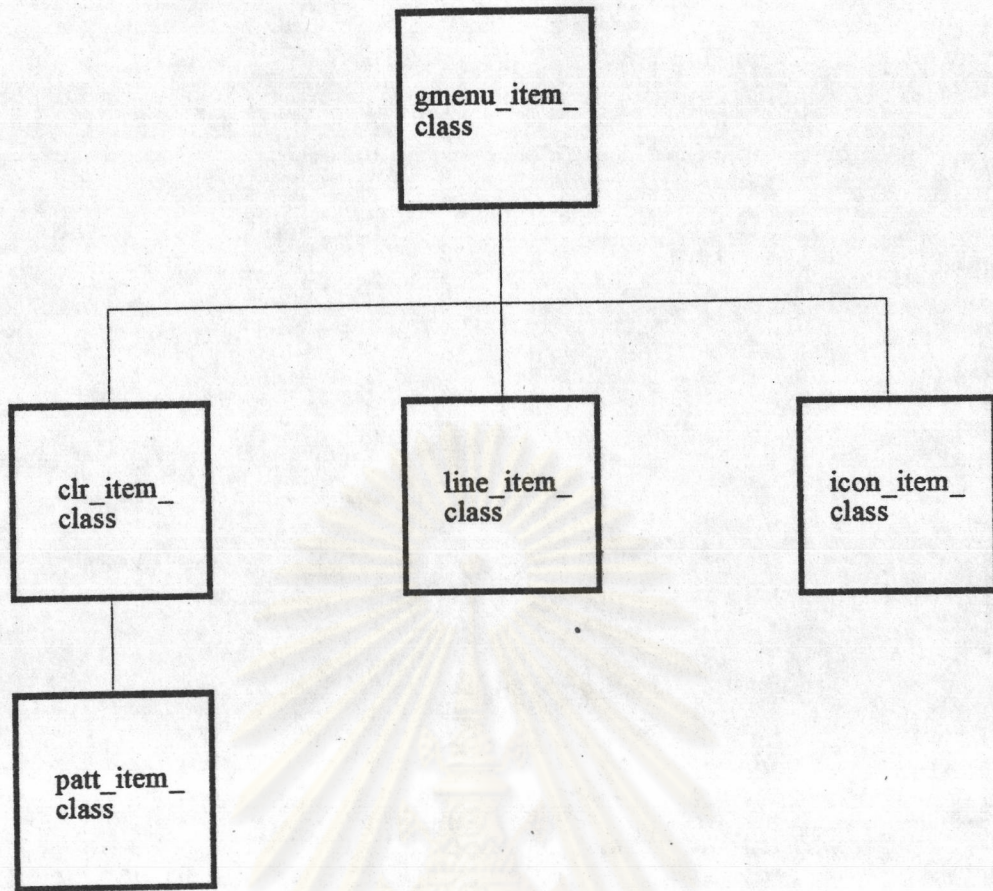 gmenu_item_
class
clr_item_
class
line_item_
class
icon_item_
class
patt_item_
class